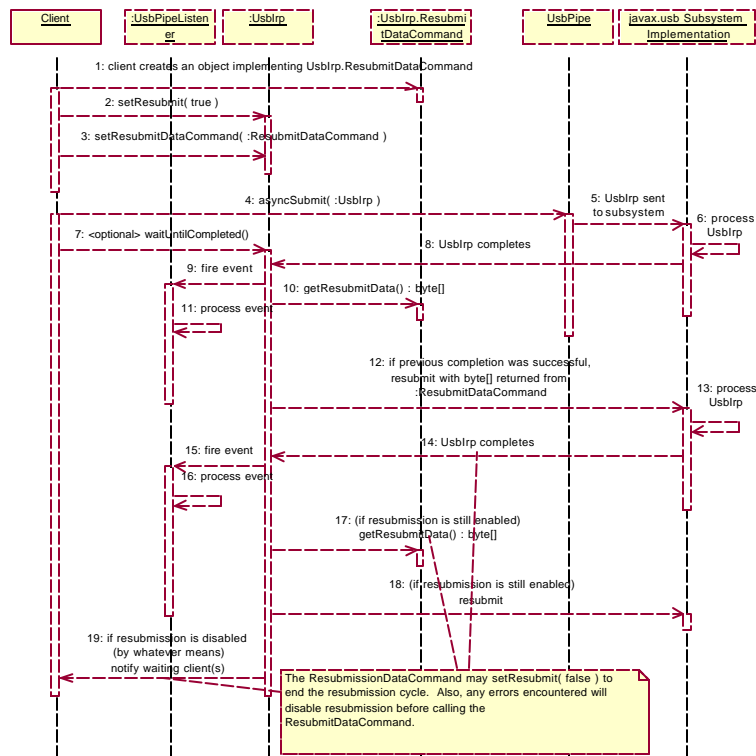 Client
:UsbPipeListen
er
:UsbIrp
:UsbIrp.Resubmi
tDataCommand
UsbPipe
javax.usb Subsystem
Implementation
1: client creates an object implementing UsbIrp.ResubmitDataCommand
2: setResubmit( true )
3: setResubmitDataCommand( :ResubmitDataCommand )
4: asyncSubmit( :UsbIrp )
5: UsbIrp sent
to subsystem
6: process
UsbIrp
7: <optional> waitUntilCompleted()
8: UsbIrp completes
9: fire event
10: getResubmitData() : byte[]
11: process event
12: if previous completion was successful,
resubmit with byte[] returned from
:ResubmitDataCommand
13: process
UsbIrp
14: UsbIrp completes
15: fire event
16: process event
17: (if resubmission is still enabled)
getResubmitData() : byte[]
18: (if resubmission is still enabled)
resubmit
19: if resubmission is disabled
(by whatever means)
notify waiting client(s)
The ResubmissionDataCommand may setResubmit( false ) to
end the resubmission cycle. Also, any errors encountered will
disable resubmission before calling the
ResubmitDataCommand.